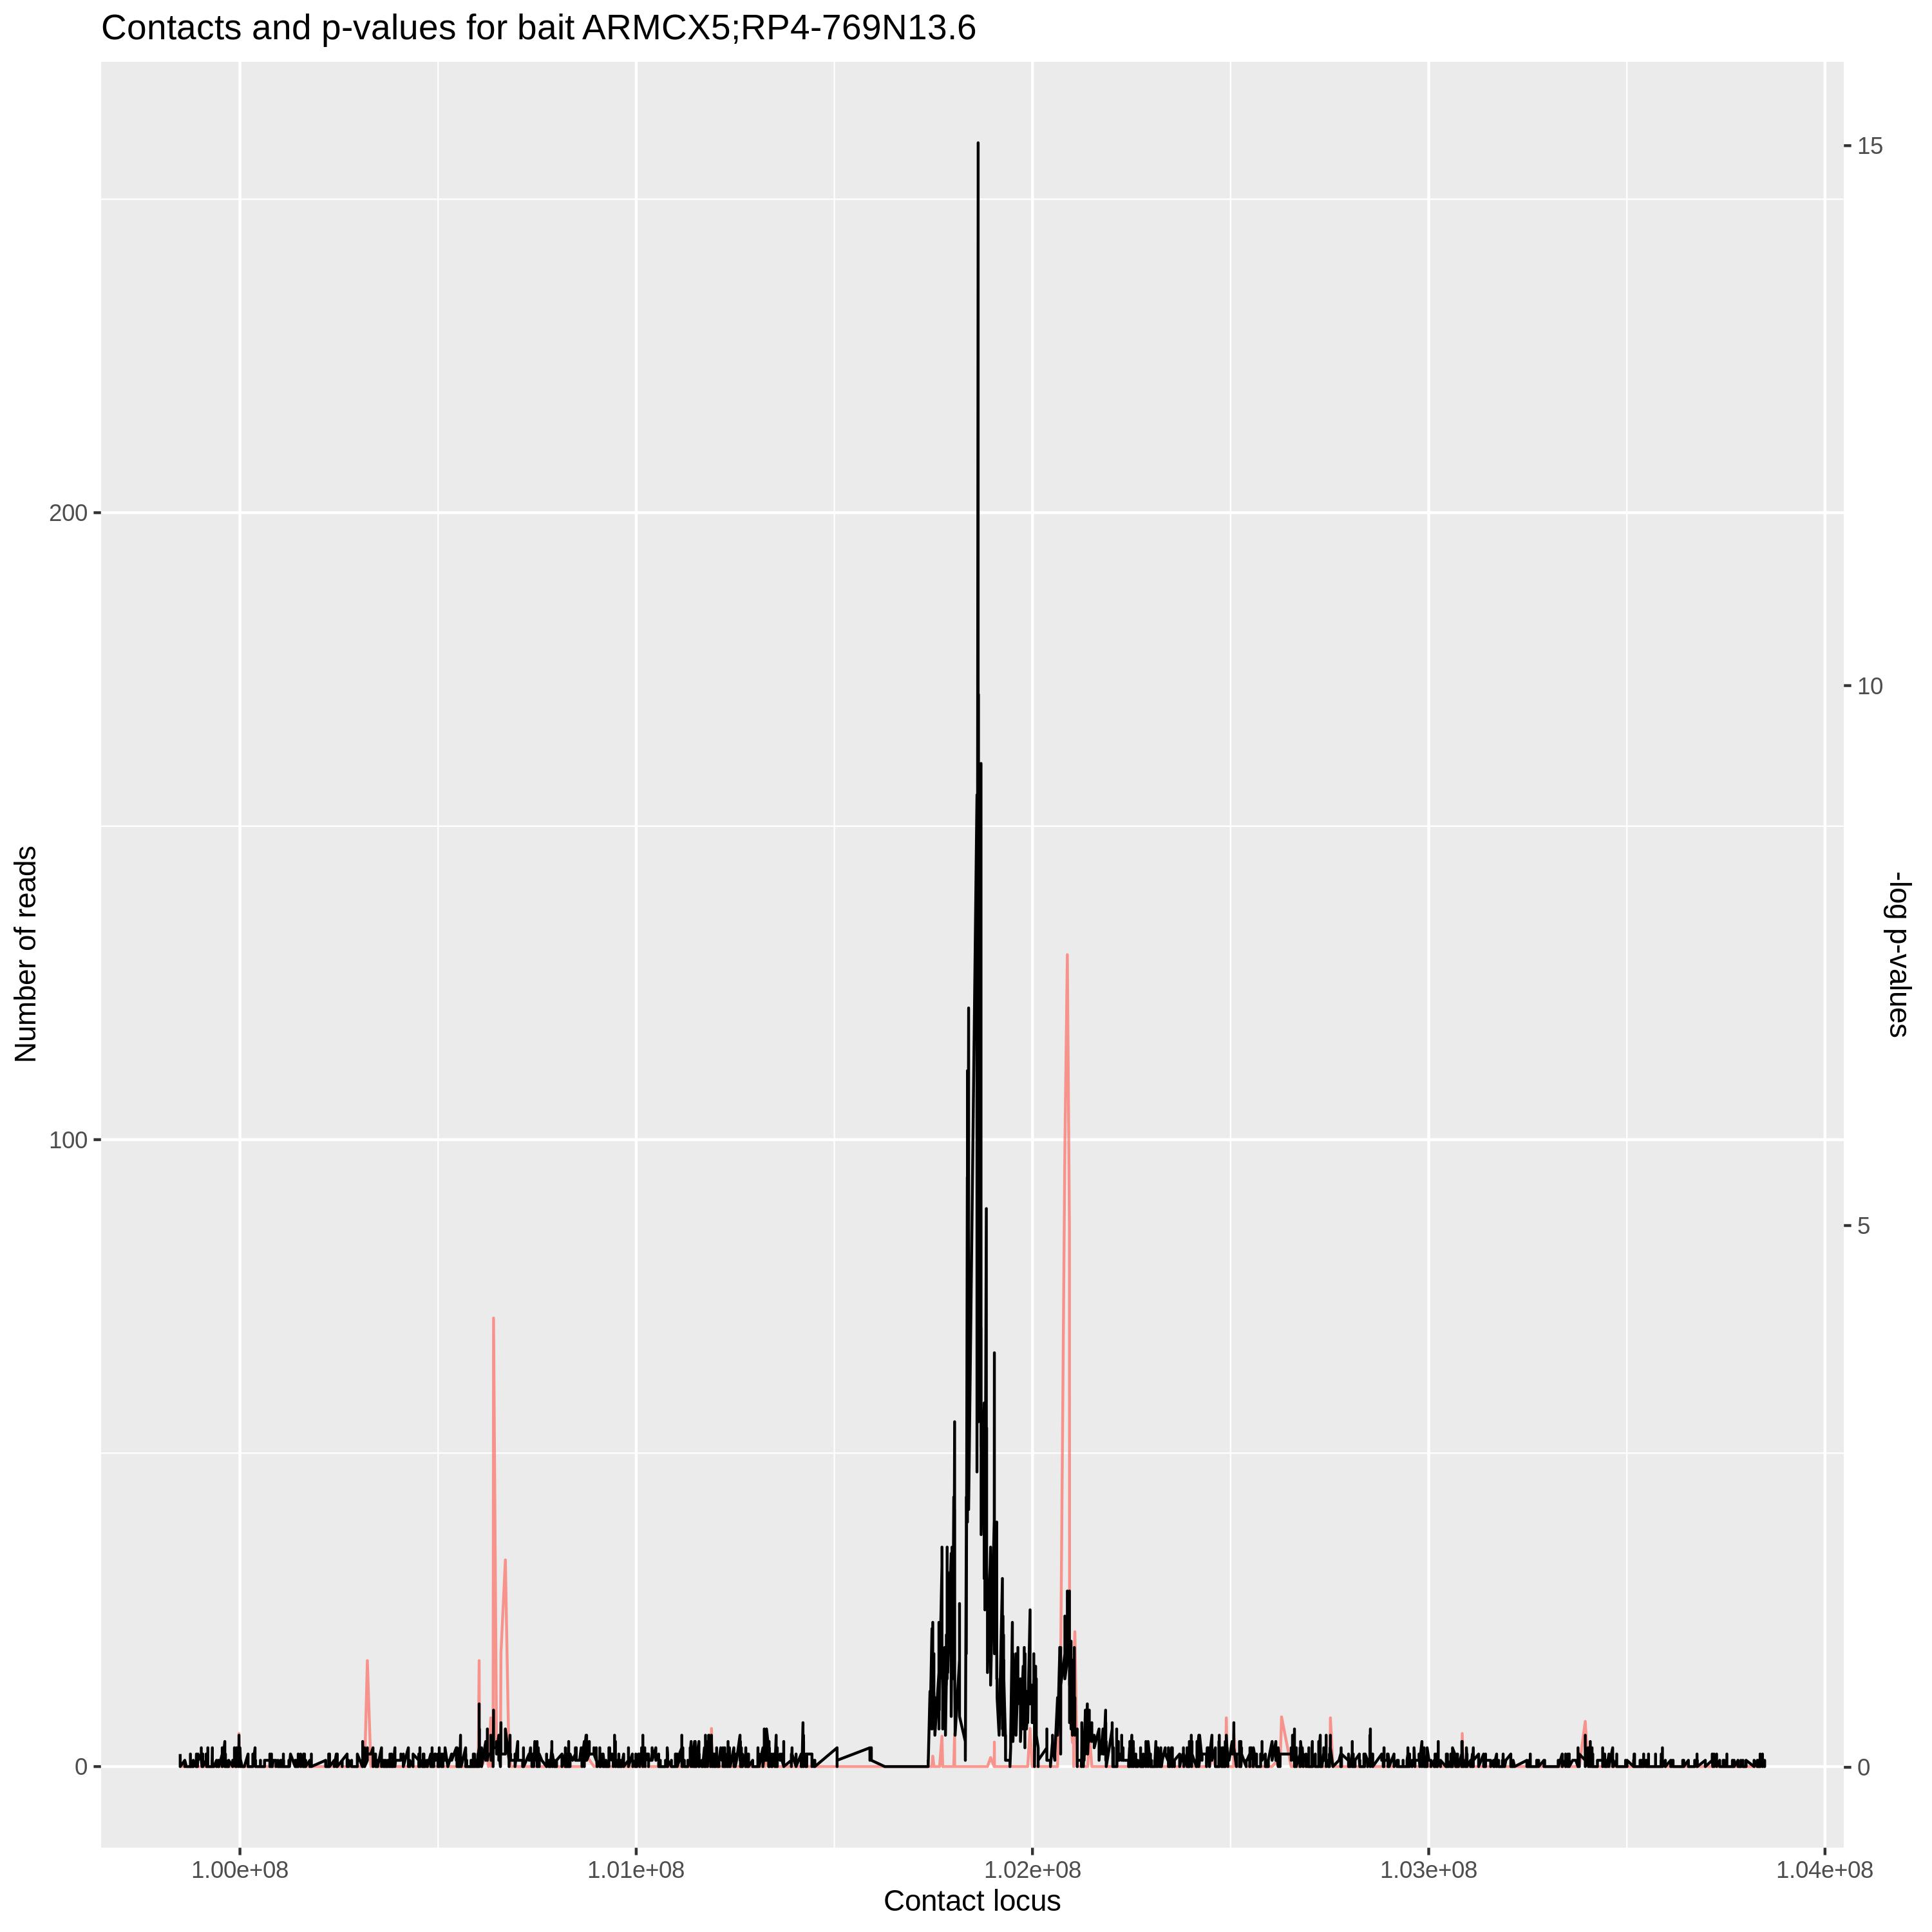 Contacts and p-values for bait ARMCX5;RP4-769N13.6
Number of reads
200
100
0
15
10
5
0
-log p-values
1.00e+08
1.01e+08
1.02e+08
1.03e+08
1.04e+08
Contact locus